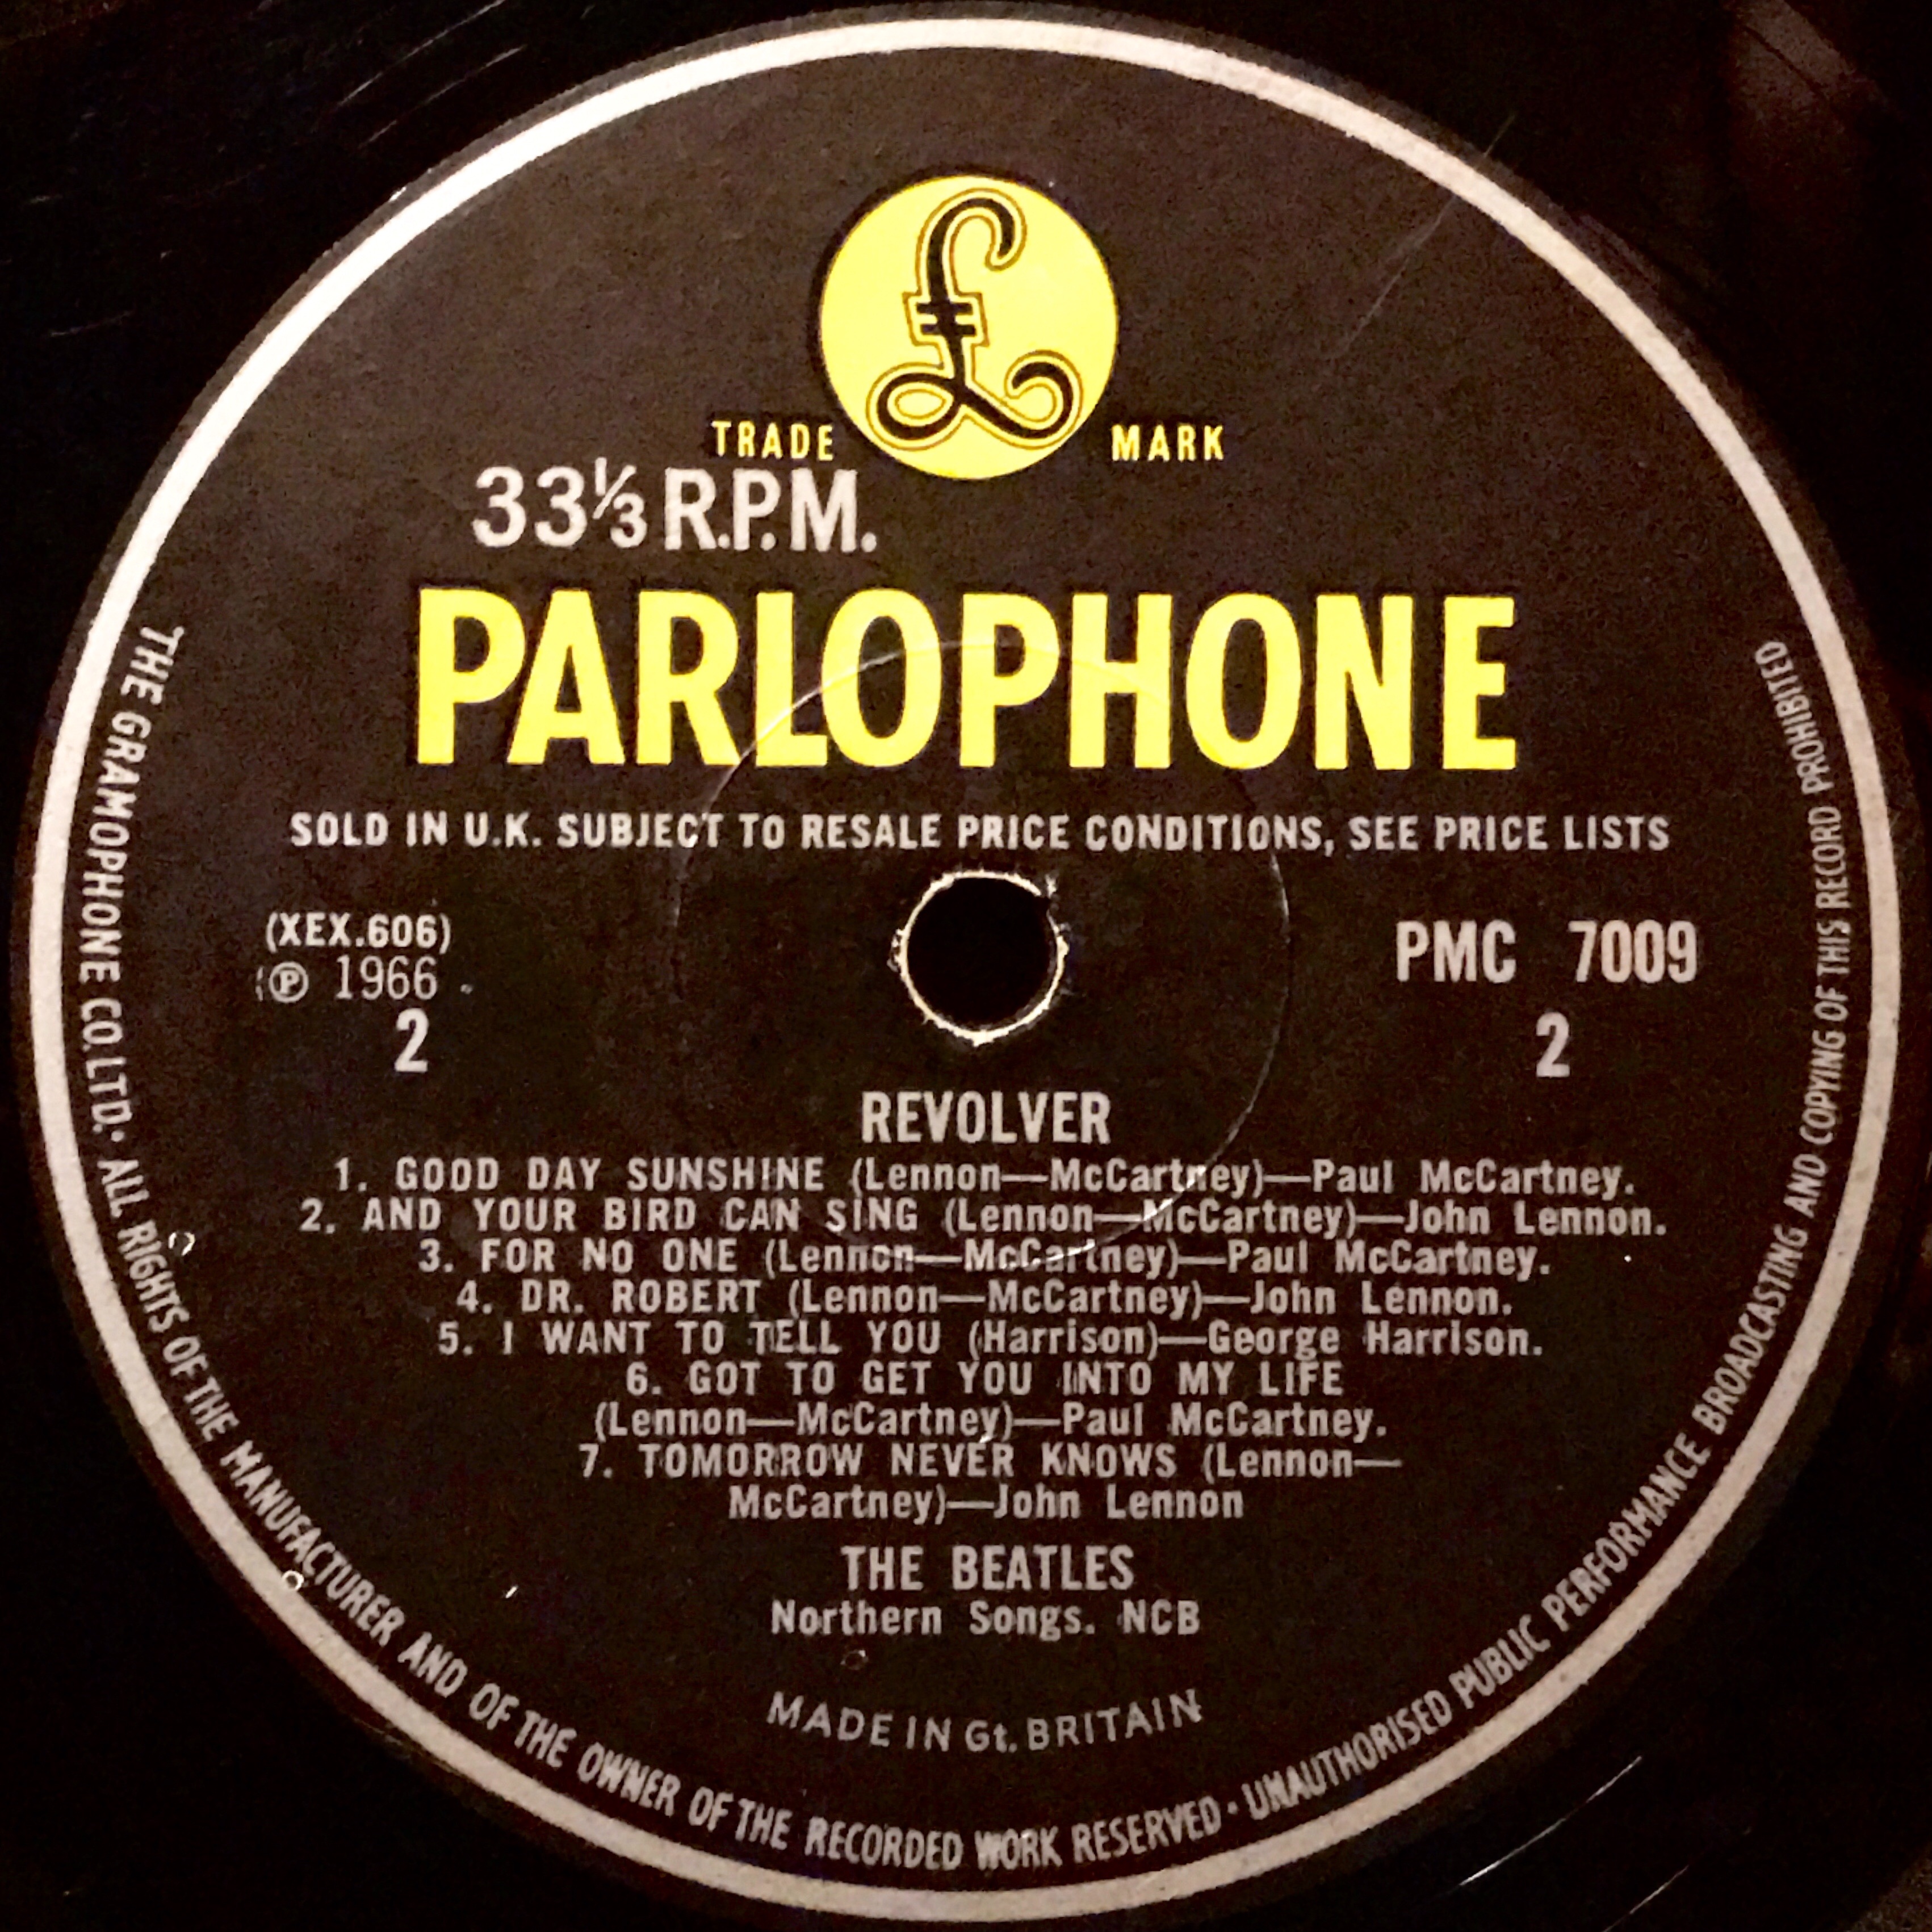 £
TRADE MARK
33⅓ R.P.M.
PARLOPHONE
SOLD IN U.K. SUBJECT TO RESALE PRICE CONDITIONS, SEE PRICE LISTS
(XEX.606)
℗ 1966
2
PMC 7009
2
REVOLVER
1. GOOD DAY SUNSHINE (Lennon—McCartney)—Paul McCartney.
2. AND YOUR BIRD CAN SING (Lennon—McCartney)—John Lennon.
3. FOR NO ONE (Lennon—McCartney)—Paul McCartney.
4. DR. ROBERT (Lennon—McCartney)—John Lennon.
5. I WANT TO TELL YOU (Harrison)—George Harrison.
6. GOT TO GET YOU INTO MY LIFE
(Lennon—McCartney)—Paul McCartney.
7. TOMORROW NEVER KNOWS (Lennon—
McCartney)—John Lennon
THE BEATLES
Northern Songs. NCB
MADE IN Gt. BRITAIN
THE GRAMOPHONE CO. LTD. · ALL RIGHTS OF THE MANUFACTURER AND OF THE OWNER OF THE RECORDED WORK RESERVED · UNAUTHORISED PUBLIC PERFORMANCE BROADCASTING AND COPYING OF THIS RECORD PROHIBITED